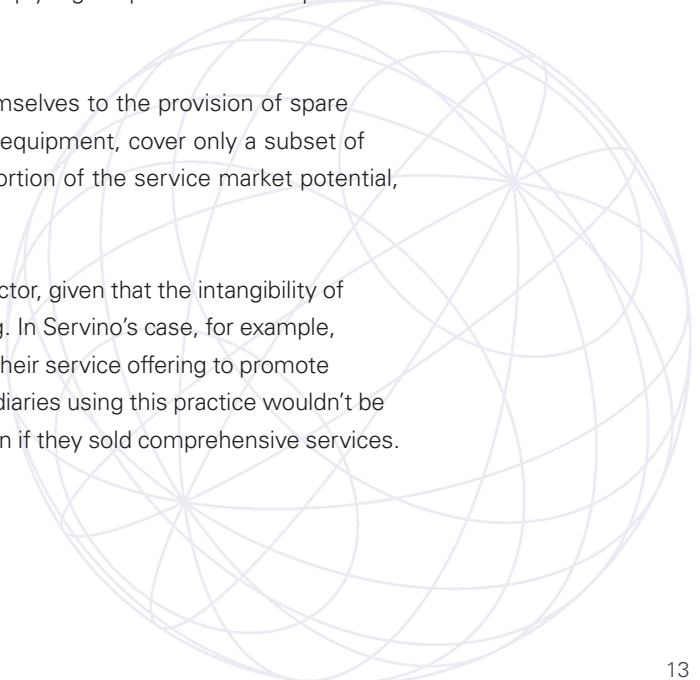 mselves to the provision of spare
equipment, cover only a subset of
ortion of the service market potential,
ctor, given that the intangibility of
g. In Servino’s case, for example,
heir service offering to promote
diaries using this practice wouldn’t be
n if they sold comprehensive services.
13